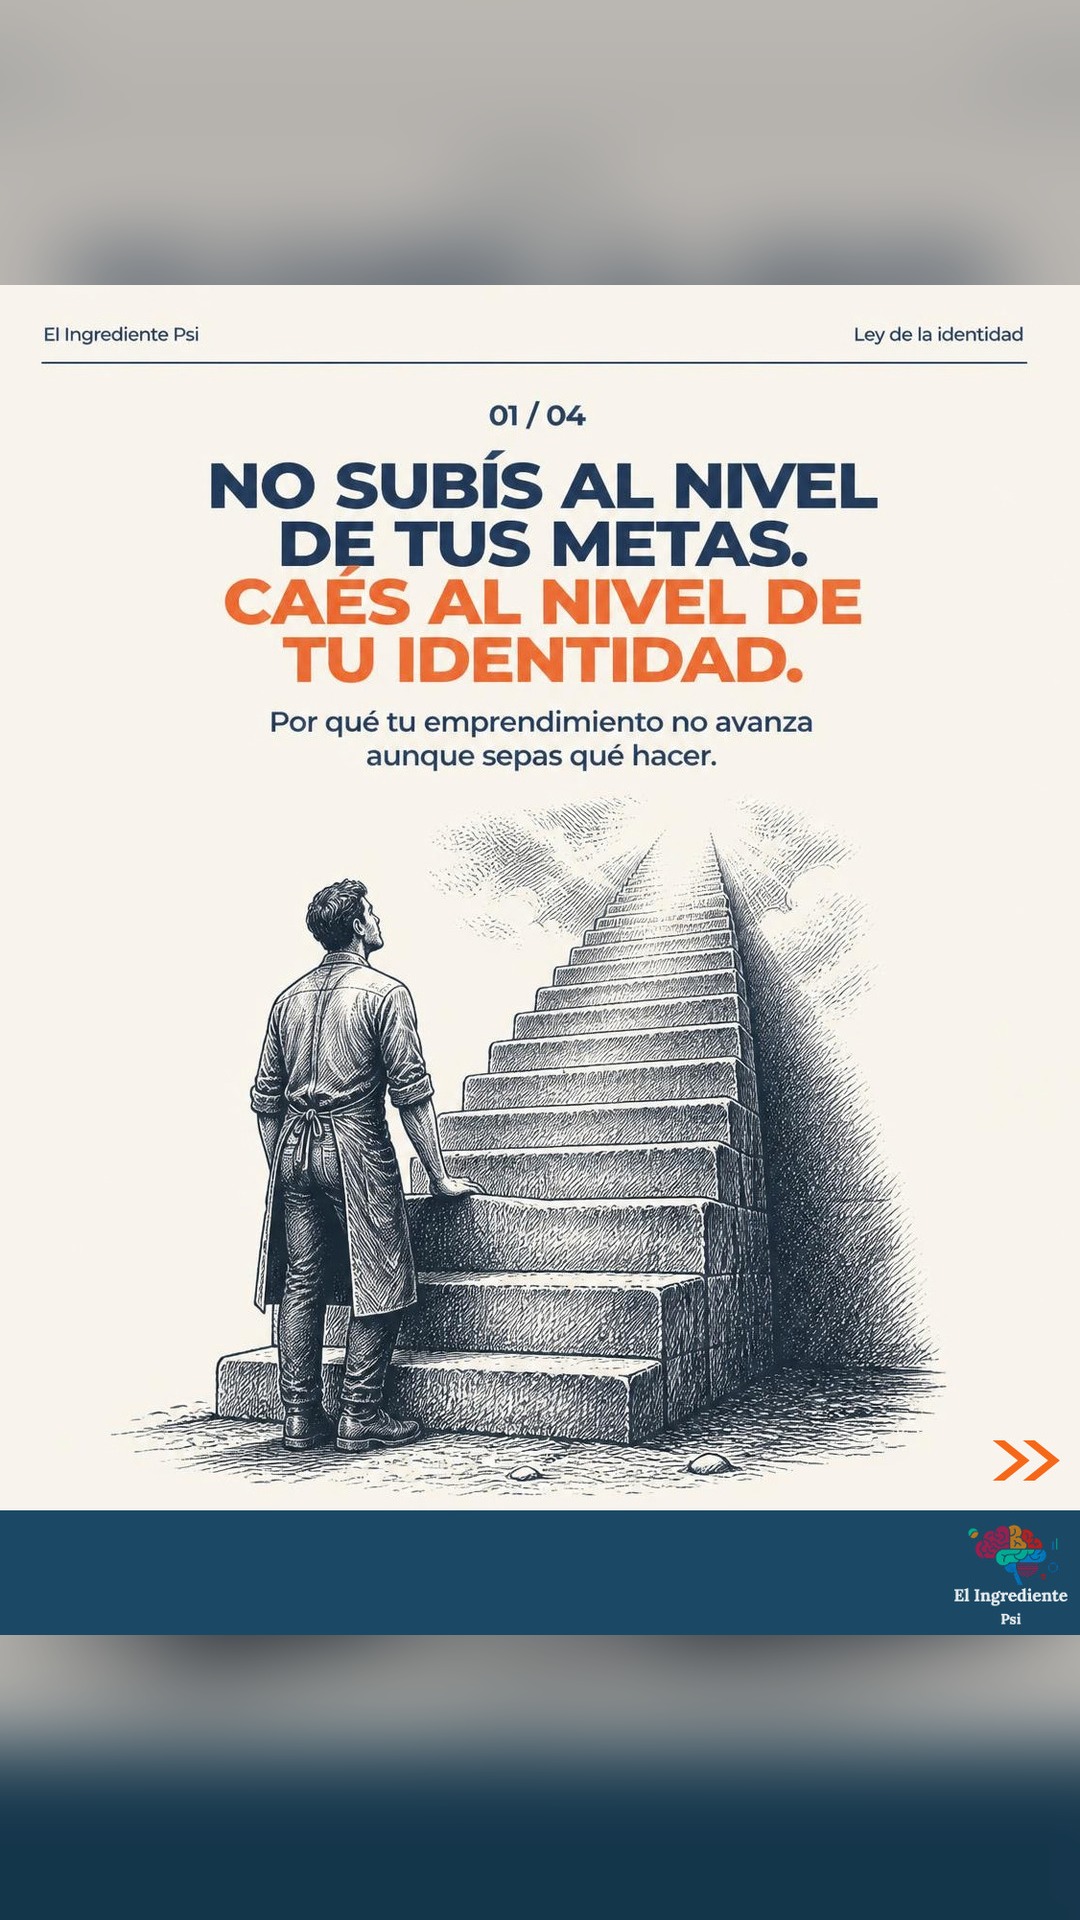 El Ingrediente Psi
Ley de la identidad
01 / 04
NO SUBÍS AL NIVEL
DE TUS METAS.
CAÉS AL NIVEL DE
TU IDENTIDAD.
Por qué tu emprendimiento no avanza
aunque sepas qué hacer.
El Ingrediente
Psi